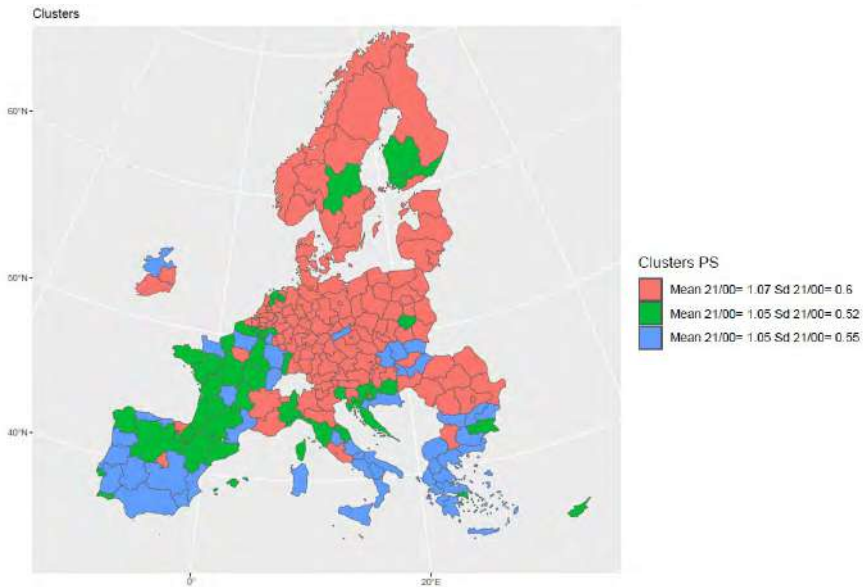 Clusters
60°N
50°N
40°N
0°
20°E
Clusters PS
Mean 21/00= 1.07 Sd 21/00= 0.6
Mean 21/00= 1.05 Sd 21/00= 0.52
Mean 21/00= 1.05 Sd 21/00= 0.55